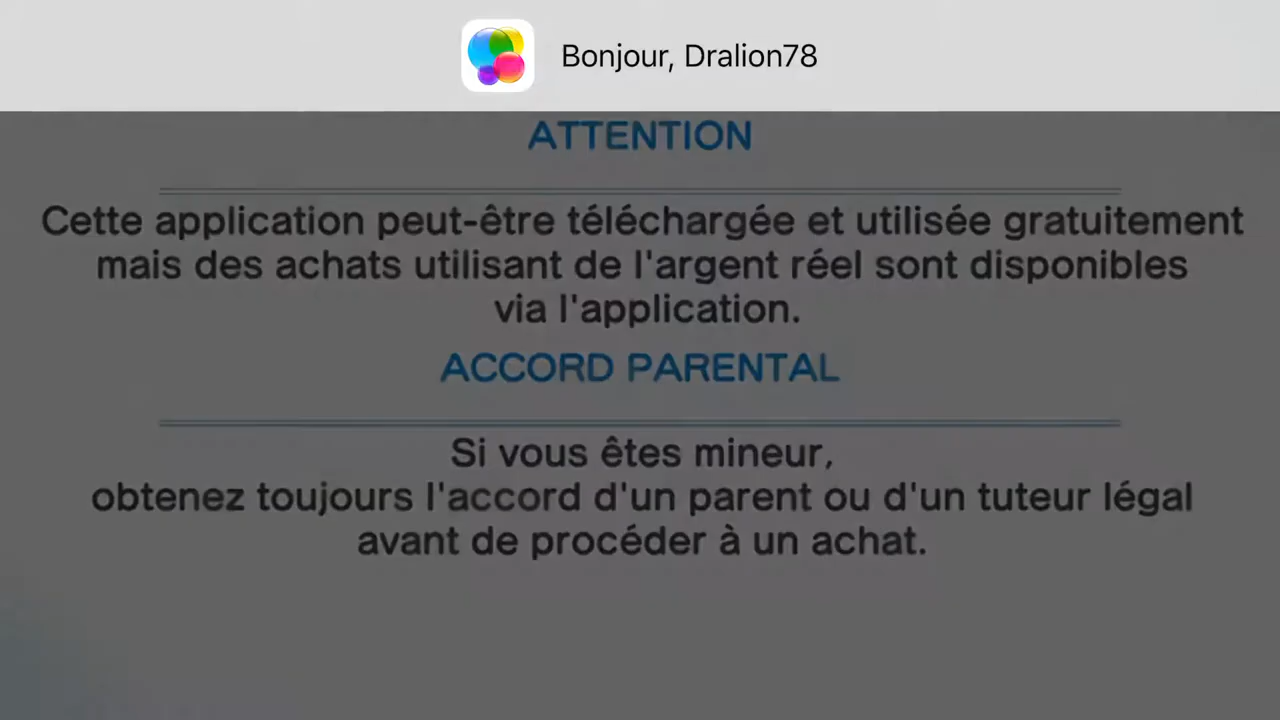 Bonjour, Dralion78
ATTENTION
Cette application peut-être téléchargée et utilisée gratuitement
mais des achats utilisant de l'argent réel sont disponibles
via l'application.
ACCORD PARENTAL
Si vous êtes mineur,
obtenez toujours l'accord d'un parent ou d'un tuteur légal
avant de procéder à un achat.